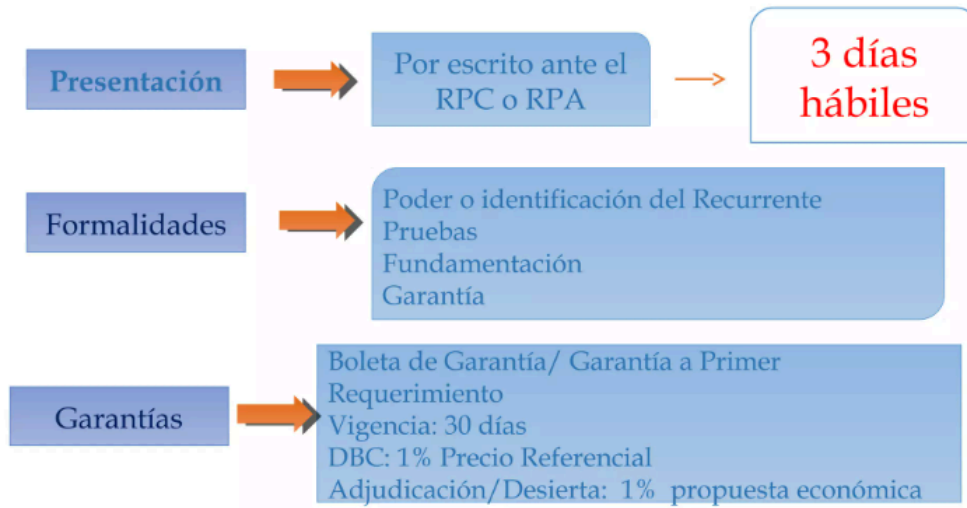 Presentación
Por escrito ante el
RPC o RPA
3 días
hábiles
Formalidades
Poder o identificación del Recurrente
Pruebas
Fundamentación
Garantía
Garantías
Boleta de Garantía/ Garantía a Primer
Requerimiento
Vigencia: 30 días
DBC: 1% Precio Referencial
Adjudicación/Desierta: 1% propuesta económica